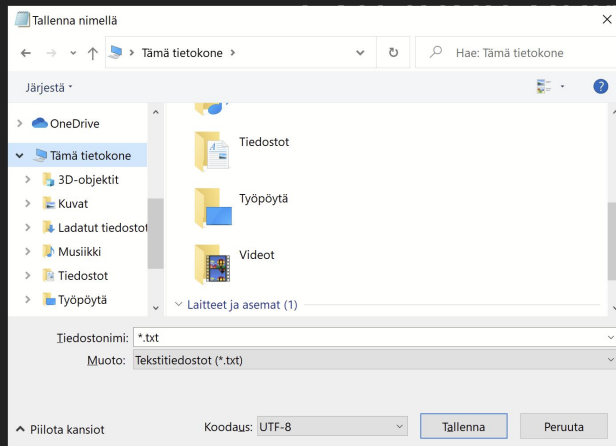 Tallenna nimellä
Tämä tietokone
Hae: Tämä tietokone
Järjestä
OneDrive
Tämä tietokone
3D-objektit
Kuvat
Ladatut tiedostot
Musiikki
Tiedostot
Työpöytä
Tiedostot
Työpöytä
Videot
Laitteet ja asemat (1)
Tiedostonimi: *.txt
Muoto: Tekstitiedostot (*.txt)
Piilota kansiot
Koodaus: UTF-8
Tallenna
Peruuta